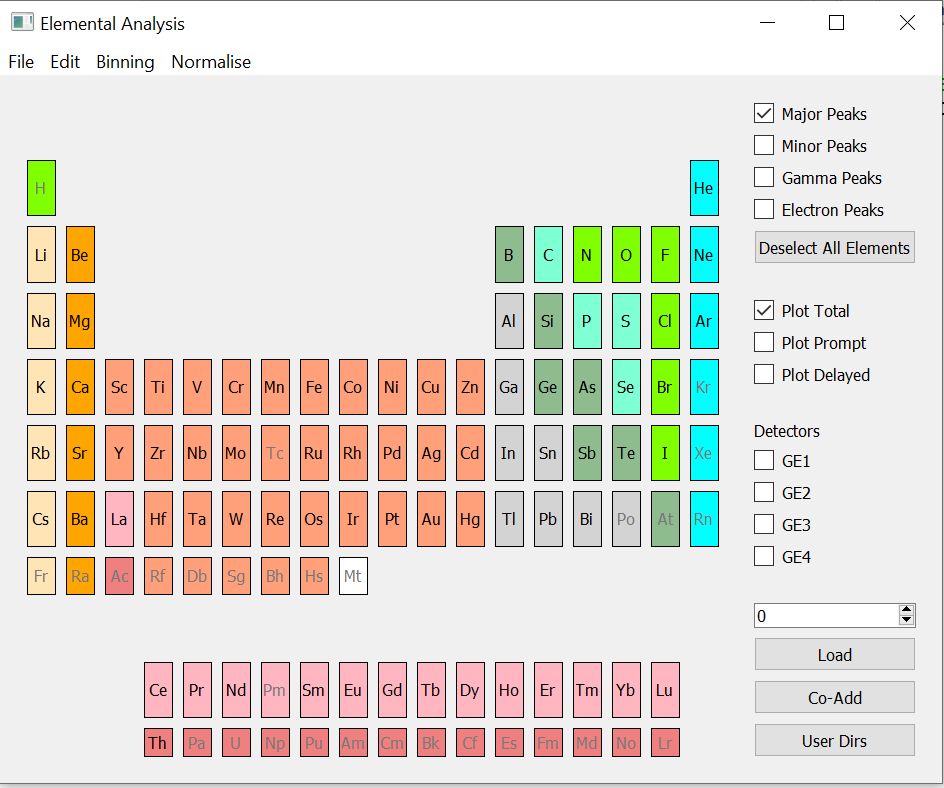 Elemental Analysis
File Edit Binning Normalise
Major Peaks
Minor Peaks
H He
Gamma Peaks
Electron Peaks
Li Be B C N O F Ne
Deselect All Elements
Na Mg Al Si P S Cl Ar
Plot Total
Plot Prompt
Plot Delayed
K Ca Sc Ti V Cr Mn Fe Co Ni Cu Zn Ga Ge As Se Br Kr
Detectors
Rb Sr Y Zr Nb Mo Tc Ru Rh Pd Ag Cd In Sn Sb Te I Xe
GE1
GE2
Cs Ba La Hf Ta W Re Os Ir Pt Au Hg Tl Pb Bi Po At Rn
GE3
GE4
Fr Ra Ac Rf Db Sg Bh Hs Mt
0
Load
Ce Pr Nd Pm Sm Eu Gd Tb Dy Ho Er Tm Yb Lu
Co-Add
Th Pa U Np Pu Am Cm Bk Cf Es Fm Md No Lr
User Dirs